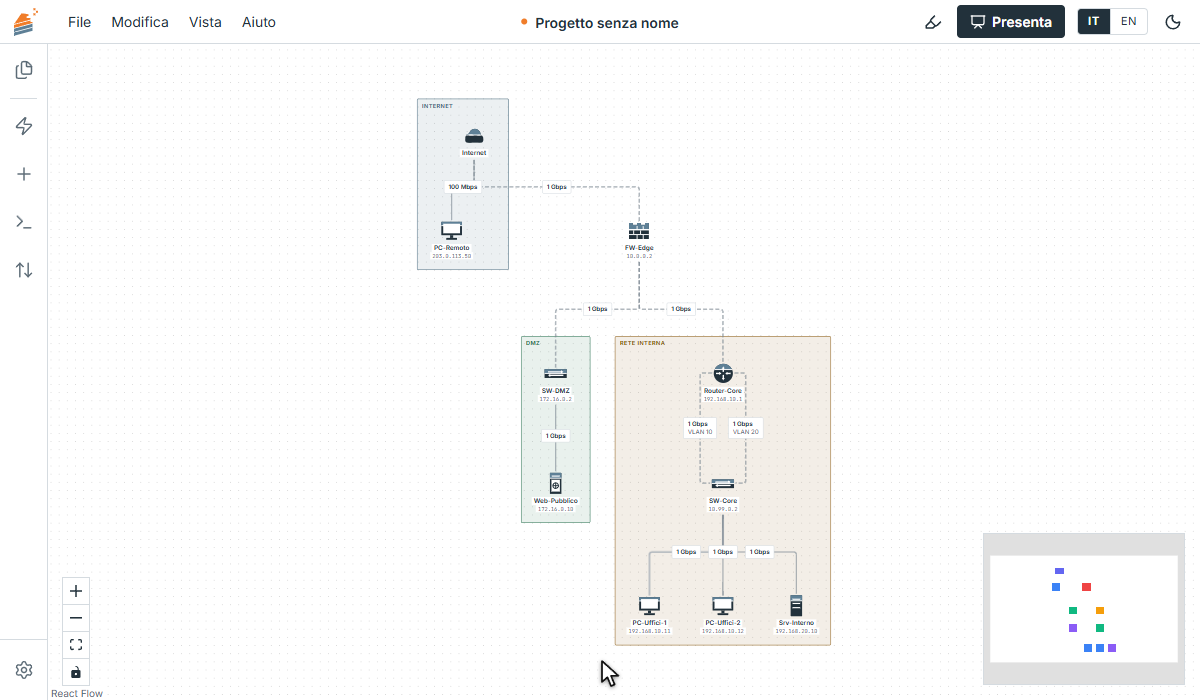 File Modifica Vista Aiuto
Progetto senza nome
Presenta
IT EN
INTERNET
Internet
100 Mbps
1 Gbps
PC-Remoto
203.0.113.50
FW-Edge
10.0.0.2
1 Gbps
1 Gbps
DMZ
SW-DMZ
172.16.0.2
1 Gbps
Web-Pubblico
172.16.0.10
RETE INTERNA
Router-Core
192.168.10.1
1 Gbps
VLAN 10
1 Gbps
VLAN 20
SW-Core
10.99.0.2
1 Gbps
1 Gbps
1 Gbps
PC-Uffici-1
192.168.10.11
PC-Uffici-2
192.168.10.12
Srv-Interno
192.168.20.10
React Flow